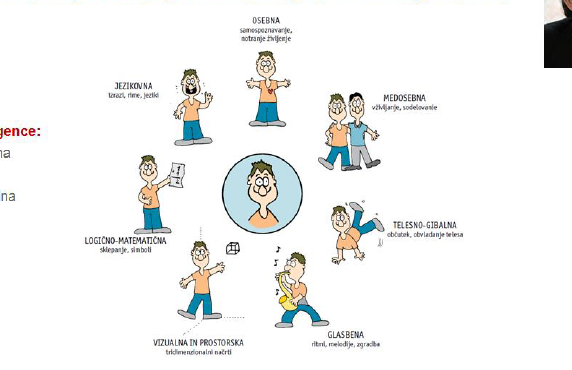 OSEBNA
samospoznavanje,
notranje življenje
JEZIKOVNA
izrazi, rime, jeziki
MEDOSEBNA
vživljanje, sodelovanje
gence:
na
na
TELESNO-GIBALNA
občutek, obvladanje telesa
LOGIČNO-MATEMATIČNA
sklepanje, simboli
GLASBENA
ritmi, melodije, zgradba
VIZUALNA IN PROSTORSKA
tridimenzionalni načrti